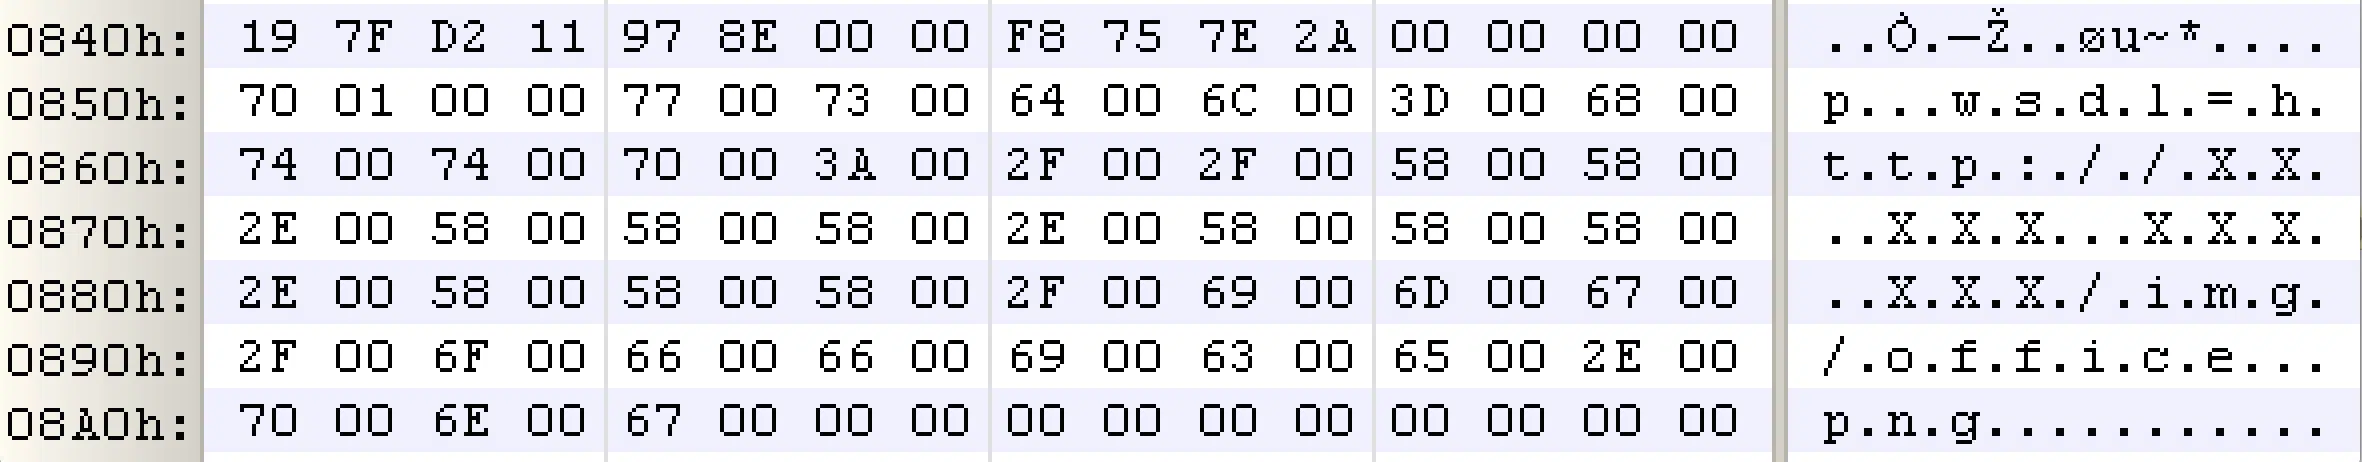 0840h: 19 7F D2 11 97 8E 00 00 F8 75 7E 2A 00 00 00 00 ..Ò.—Ž..øu~*....
0850h: 70 01 00 00 77 00 73 00 64 00 6C 00 3D 00 68 00 p...w.s.d.l.=.h.
0860h: 74 00 74 00 70 00 3A 00 2F 00 2F 00 58 00 58 00 t.t.p.:././.X.X.
0870h: 2E 00 58 00 58 00 58 00 2E 00 58 00 58 00 58 00 ..X.X.X...X.X.X.
0880h: 2E 00 58 00 58 00 58 00 2F 00 69 00 6D 00 67 00 ..X.X.X./.i.m.g.
0890h: 2F 00 6F 00 66 00 66 00 69 00 63 00 65 00 2E 00 /.o.f.f.i.c.e...
08A0h: 70 00 6E 00 67 00 00 00 00 00 00 00 00 00 00 00 p.n.g...........